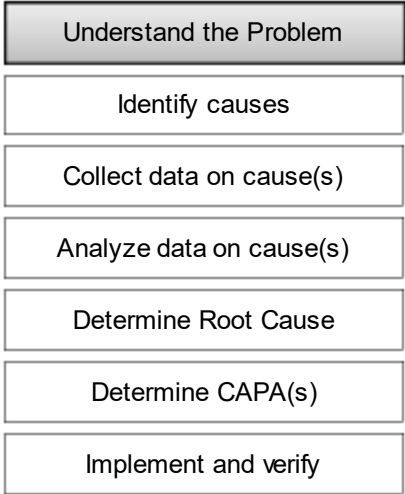 Understand the Problem
Identify causes
Collect data on cause(s)
Analyze data on cause(s)
Determine Root Cause
Determine CAPA(s)
Implement and verify